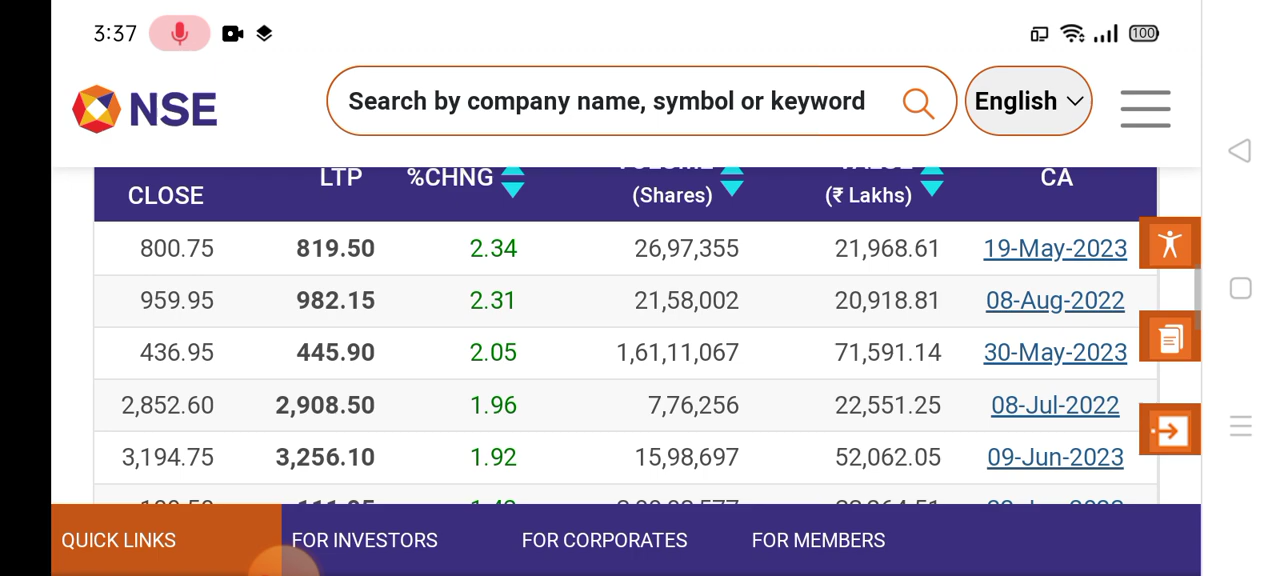 3:37
100
NSE
Search by company name, symbol or keyword
English
CLOSE LTP %CHNG (Shares) (₹ Lakhs) CA
800.75 819.50 2.34 26,97,355 21,968.61 19-May-2023
959.95 982.15 2.31 21,58,002 20,918.81 08-Aug-2022
436.95 445.90 2.05 1,61,11,067 71,591.14 30-May-2023
2,852.60 2,908.50 1.96 7,76,256 22,551.25 08-Jul-2022
3,194.75 3,256.10 1.92 15,98,697 52,062.05 09-Jun-2023
QUICK LINKS FOR INVESTORS FOR CORPORATES FOR MEMBERS